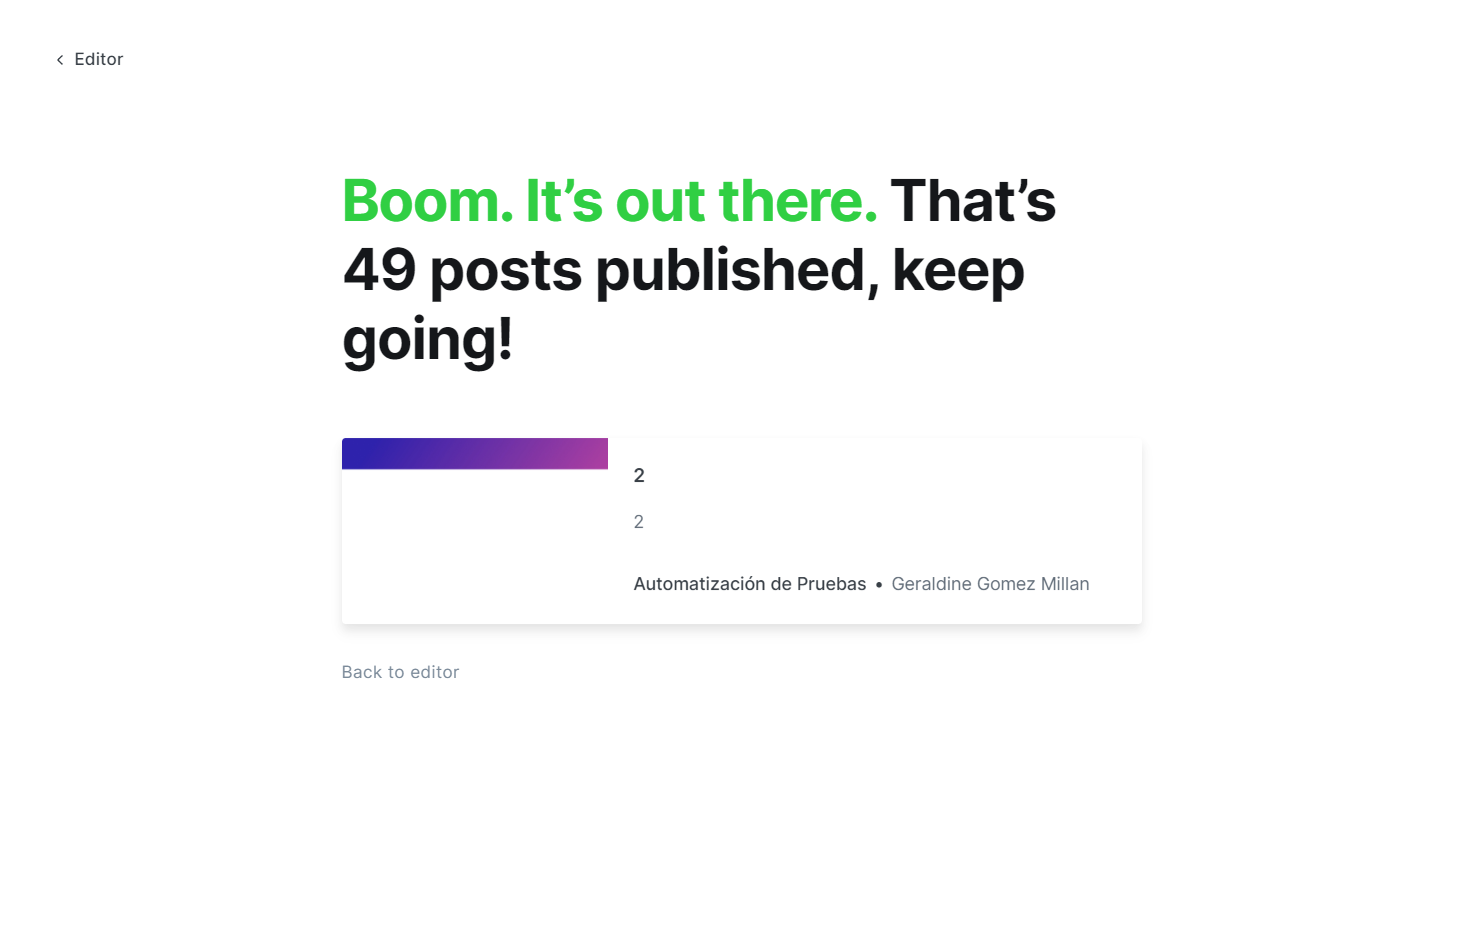 Editor
Boom. It’s out there. That’s
49 posts published, keep
going!
2
2
Automatización de Pruebas • Geraldine Gomez Millan
Back to editor